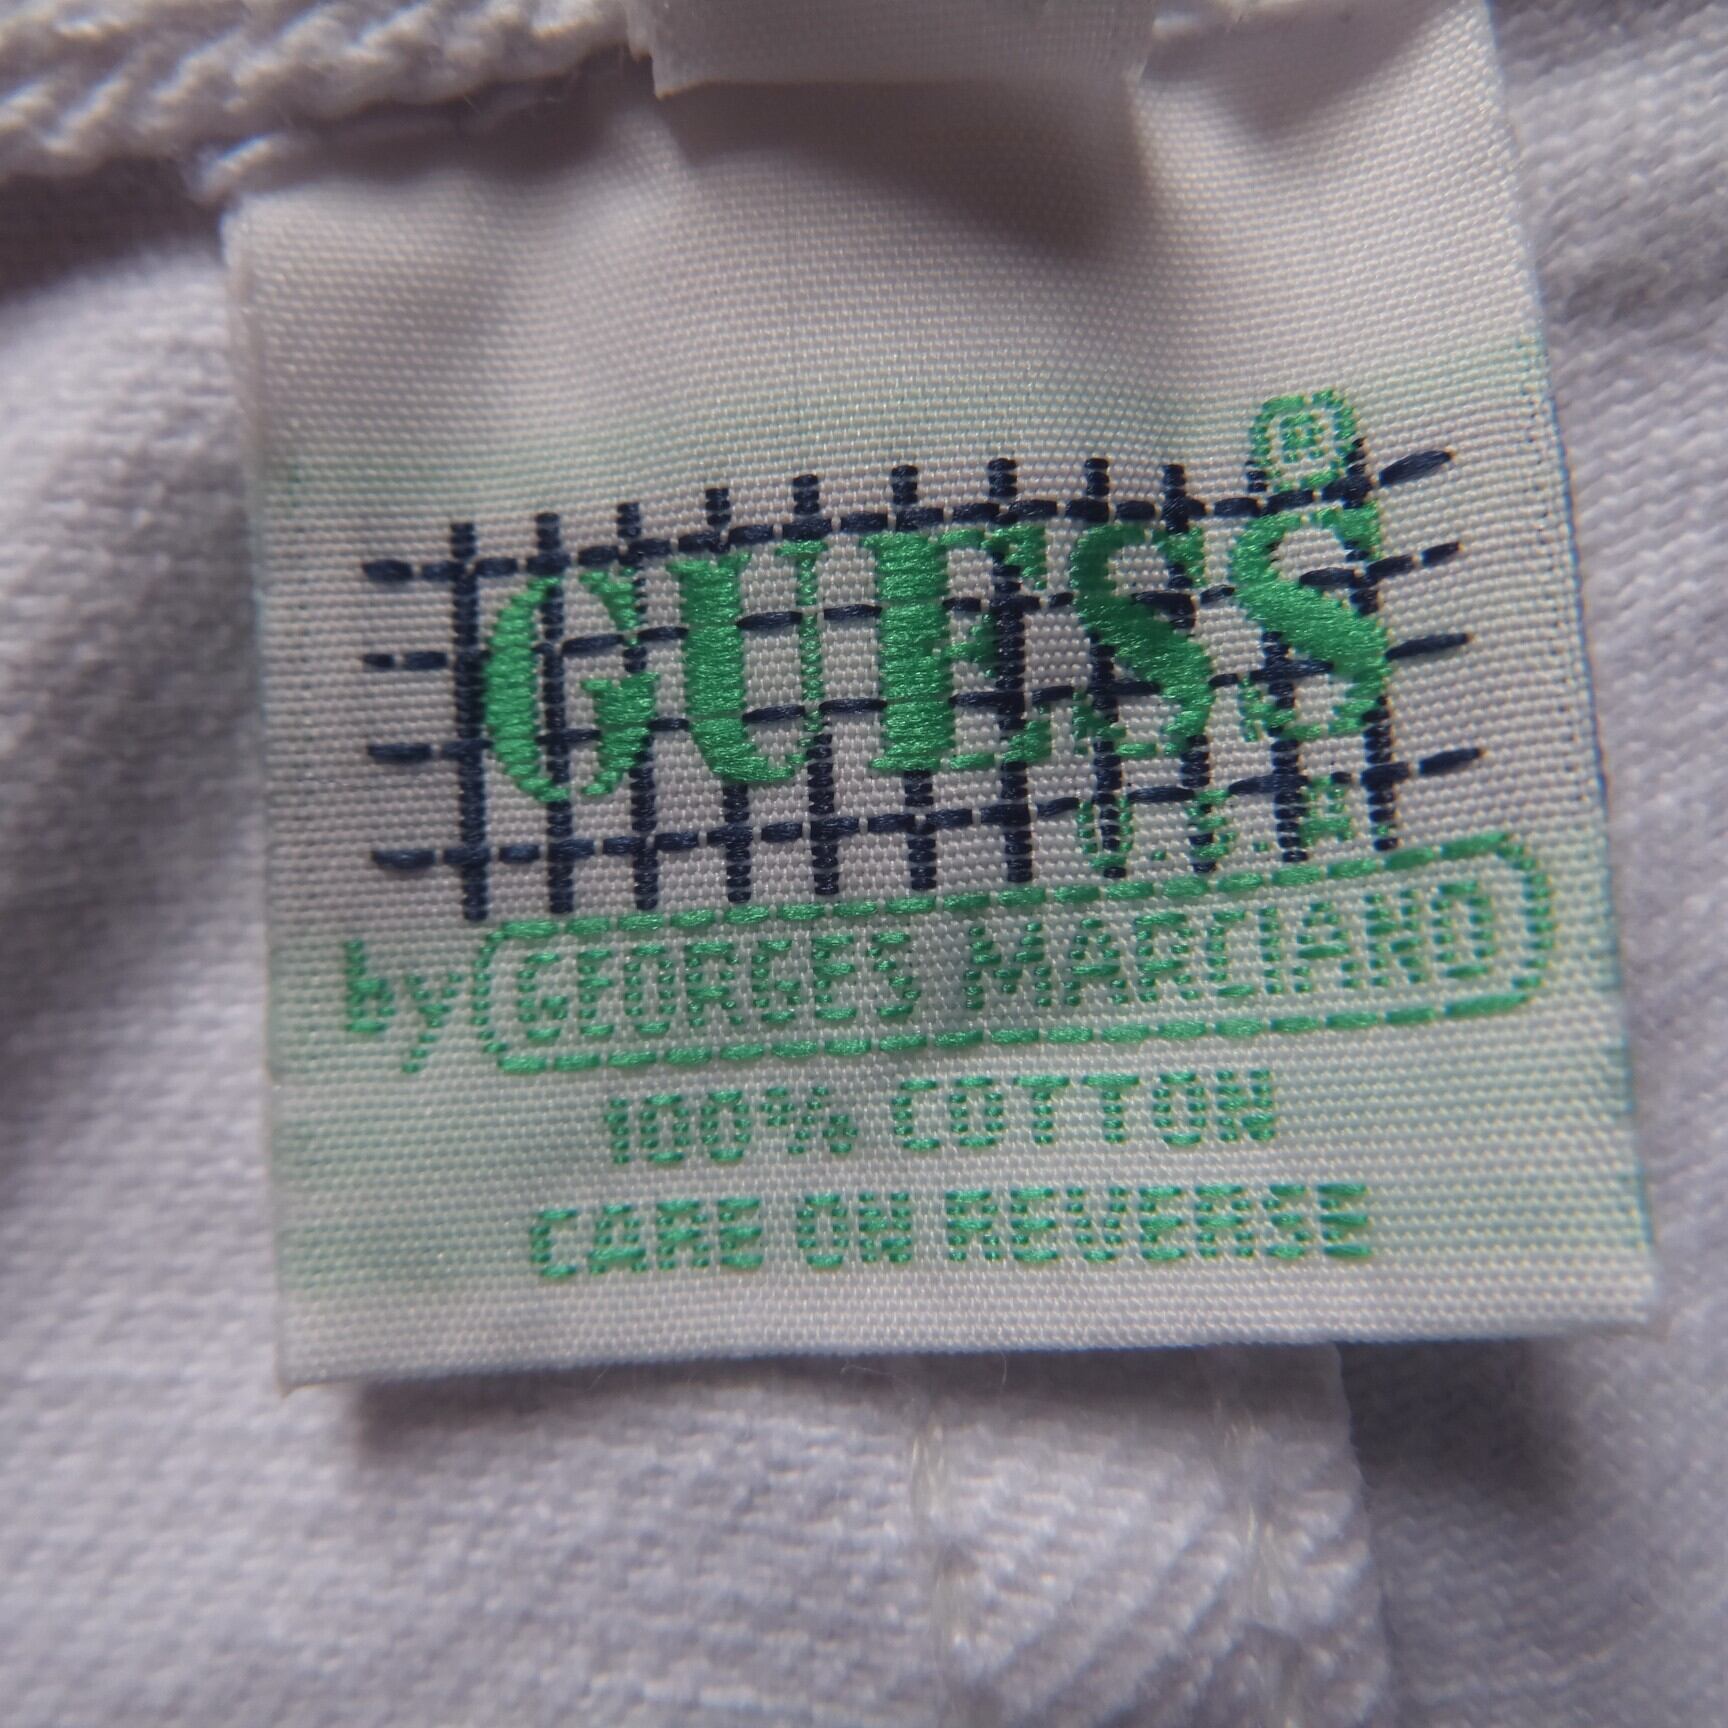 GUESS®
U.S.A.
by GEORGES MARCIANO
100% COTTON
CARE ON REVERSE